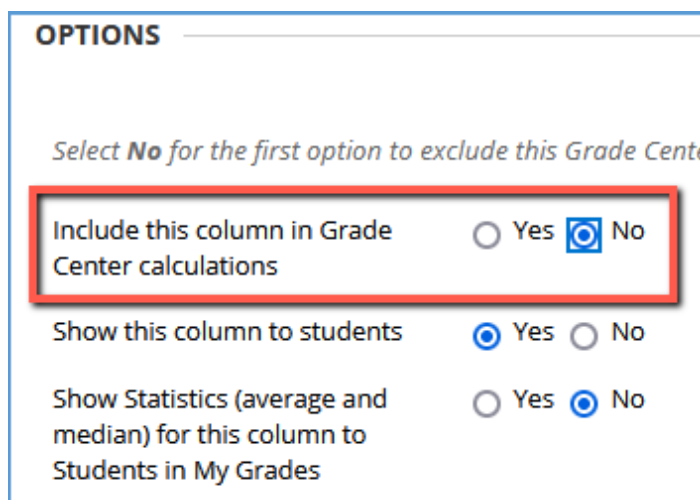 OPTIONS
Select No for the first option to exclude this Grade
Include this column in Grade Yes No
Center calculations
Show this column to students Yes No
Show Statistics (average and Yes No
median) for this column to
Students in My Grades